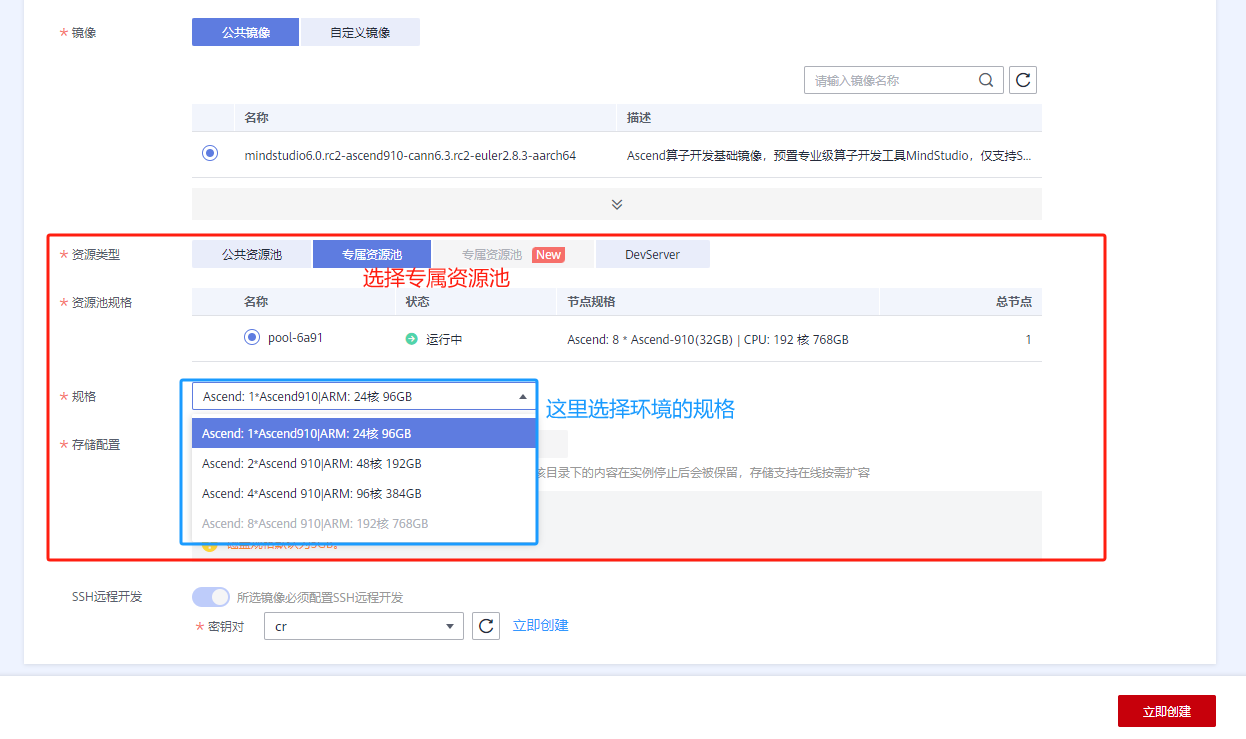 * 镜像 公共镜像 自定义镜像
请输入镜像名称
名称 描述
mindstudio6.0.rc2-ascend910-cann6.3.rc2-euler2.8.3-aarch64 Ascend算子开发基础镜像，预置专业级算子开发工具MindStudio，仅支持S...
* 资源类型 公共资源池 专属资源池 专属资源池 New DevServer
选择专属资源池
* 资源池规格 名称 状态 节点规格 总节点
pool-6a91 运行中 Ascend: 8 * Ascend-910(32GB) | CPU: 192 核 768GB 1
* 规格 Ascend: 1*Ascend910|ARM: 24核 96GB
这里选择环境的规格
Ascend: 1*Ascend910|ARM: 24核 96GB
* 存储配置
Ascend: 2*Ascend 910|ARM: 48核 192GB
目录下的内容在实例停止后会被保留，存储支持在线按需扩容
Ascend: 4*Ascend 910|ARM: 96核 384GB
Ascend: 8*Ascend 910|ARM: 192核 768GB
SSH远程开发 所选镜像必须配置SSH远程开发
* 密钥对 cr 立即创建
立即创建